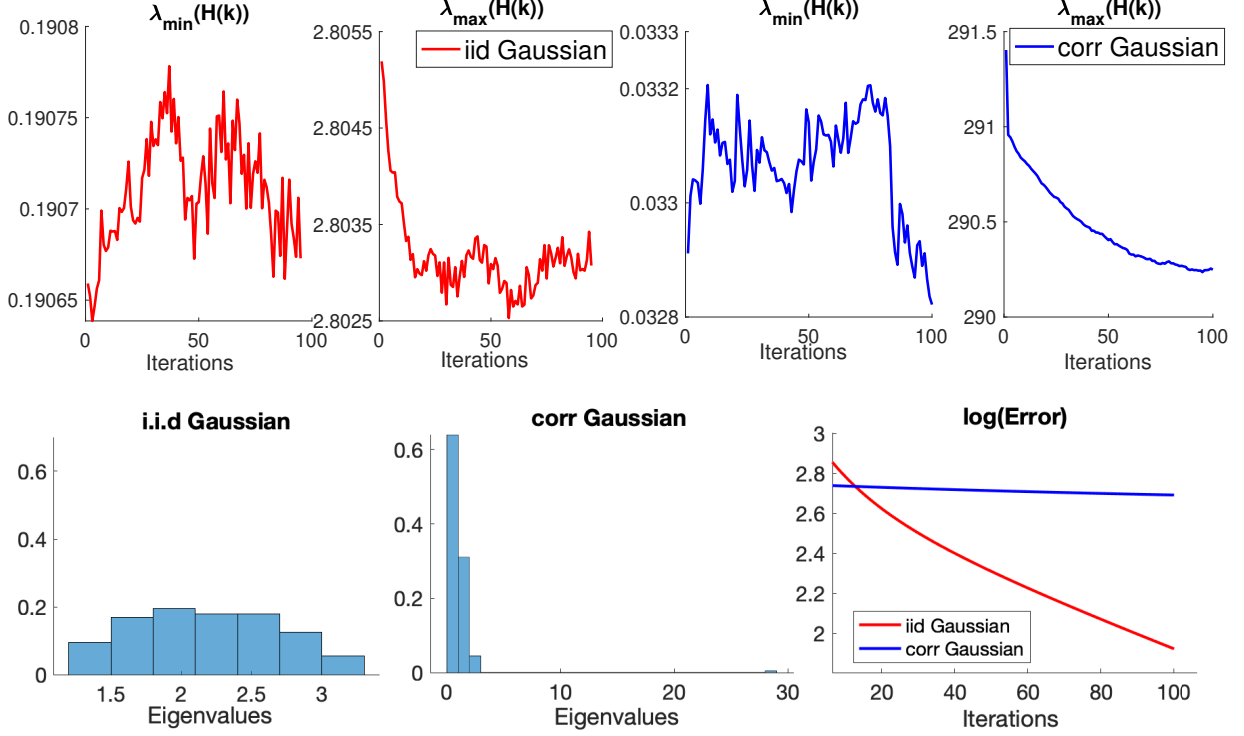 λmin(H(k))
0.1908
0.19075
0.1907
0.19065
0 50 100
Iterations
λmax(H(k))
2.8055
2.8045
2.8035
2.8025
iid Gaussian
0 50 100
Iterations
λmin(H(k))
0.0333
0.0332
0.033
0.0328
0 50 100
Iterations
λmax(H(k))
291.5
291
290.5
290
corr Gaussian
0 50 100
Iterations
i.i.d Gaussian
0.6
0.4
0.2
0
1.5 2 2.5 3
Eigenvalues
corr Gaussian
0.6
0.4
0.2
0
0 10 20 30
Eigenvalues
log(Error)
3
2.8
2.6
2.4
2.2
2
iid Gaussian
corr Gaussian
20 40 60 80 100
Iterations